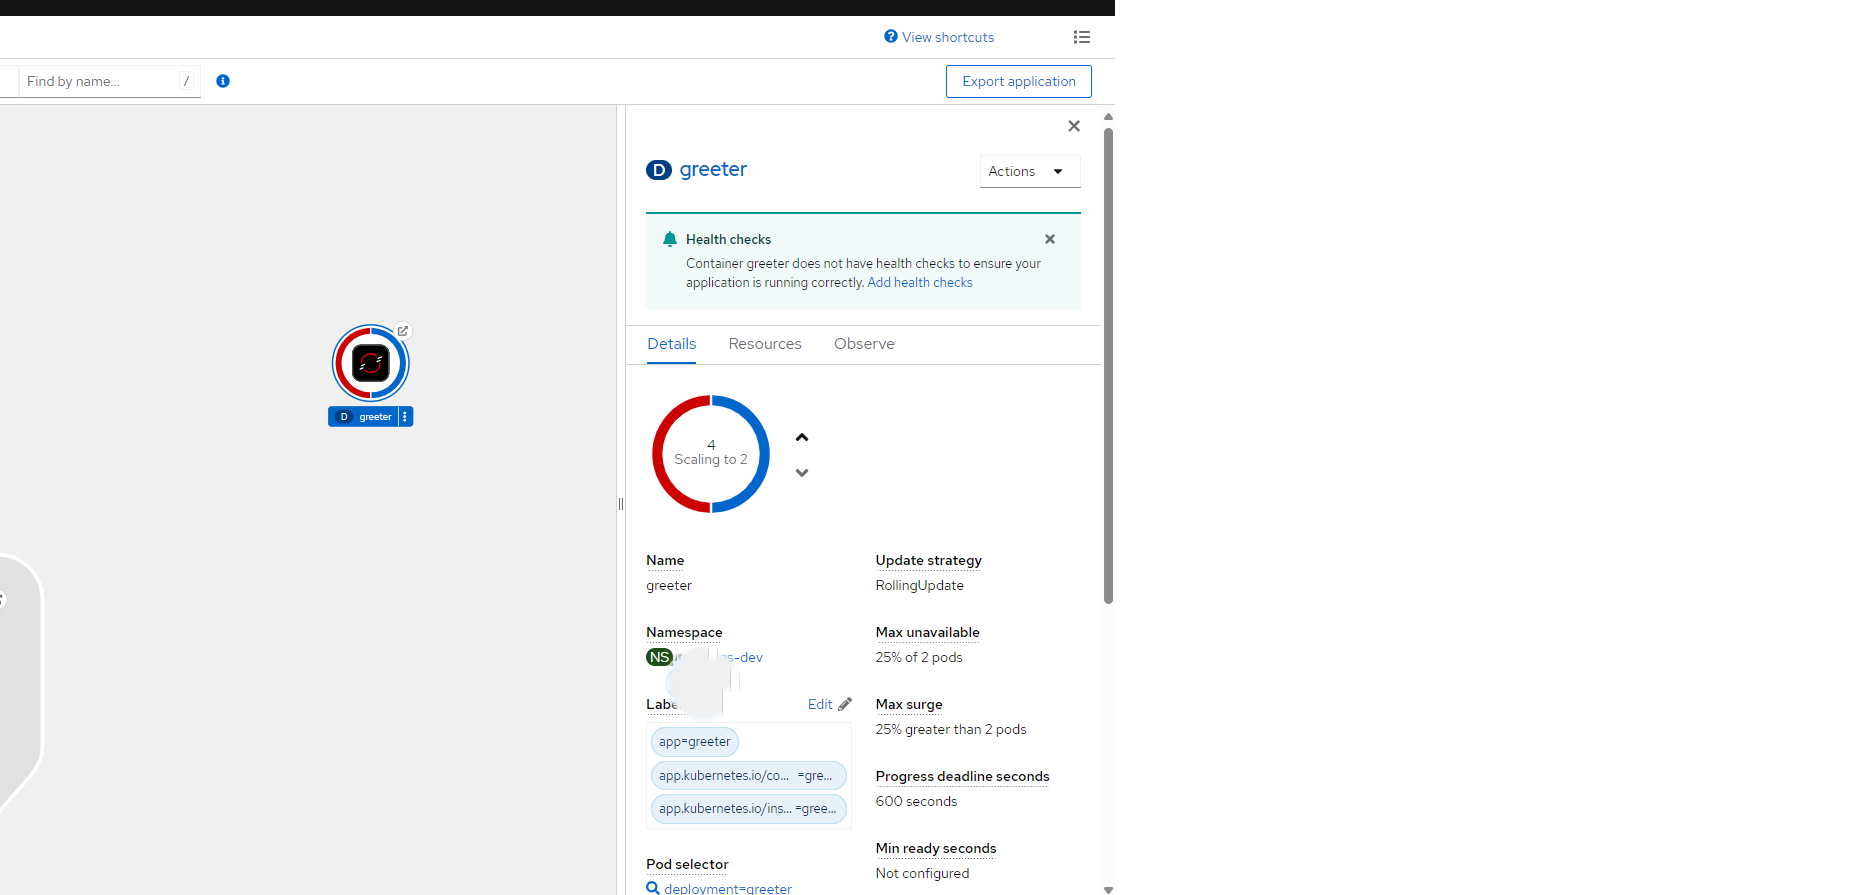 View shortcuts
Find by name...
/
Export application
D greeter
Actions
Health checks
Container greeter does not have health checks to ensure your
application is running correctly. Add health checks
Details Resources Observe
D greeter
4
Scaling to 2
Name
greeter
Update strategy
RollingUpdate
Namespace
NS
Max unavailable
25% of 2 pods
Edit
Max surge
25% greater than 2 pods
app=greeter
app.kubernetes.io/co... =gre...
app.kubernetes.io/ins... =gree...
Progress deadline seconds
600 seconds
Min ready seconds
Not configured
Pod selector
deployment=greeter